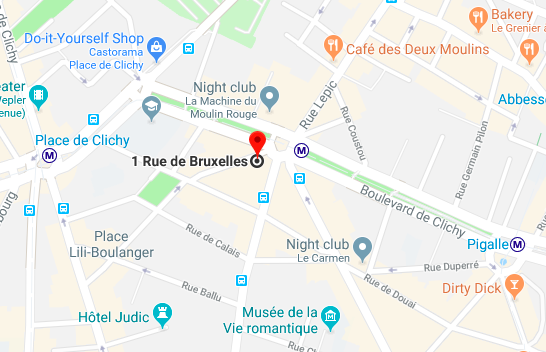 Bakery
Le Grenier a
Do-it-Yourself Shop
Castorama
Place de Clichy
de Clichy
Café des Deux Moulins
eater
Wepler
enue)
Night club
La Machine du
Moulin Rouge
Rue Lepic
Abbesse
Place de Clichy
M
1 Rue de Bruxelles
M
Rue Coustou
Rue Germain Pilon
bourg
Boulevard de Clichy
Place
Lili-Boulanger
Rue de Calais
Night club
Le Carmen
Pigalle
M
Rue Duperré
Rue de Douai
Dirty Dick
Rue Ballu
Hôtel Judic
Musée de la
Vie romantique